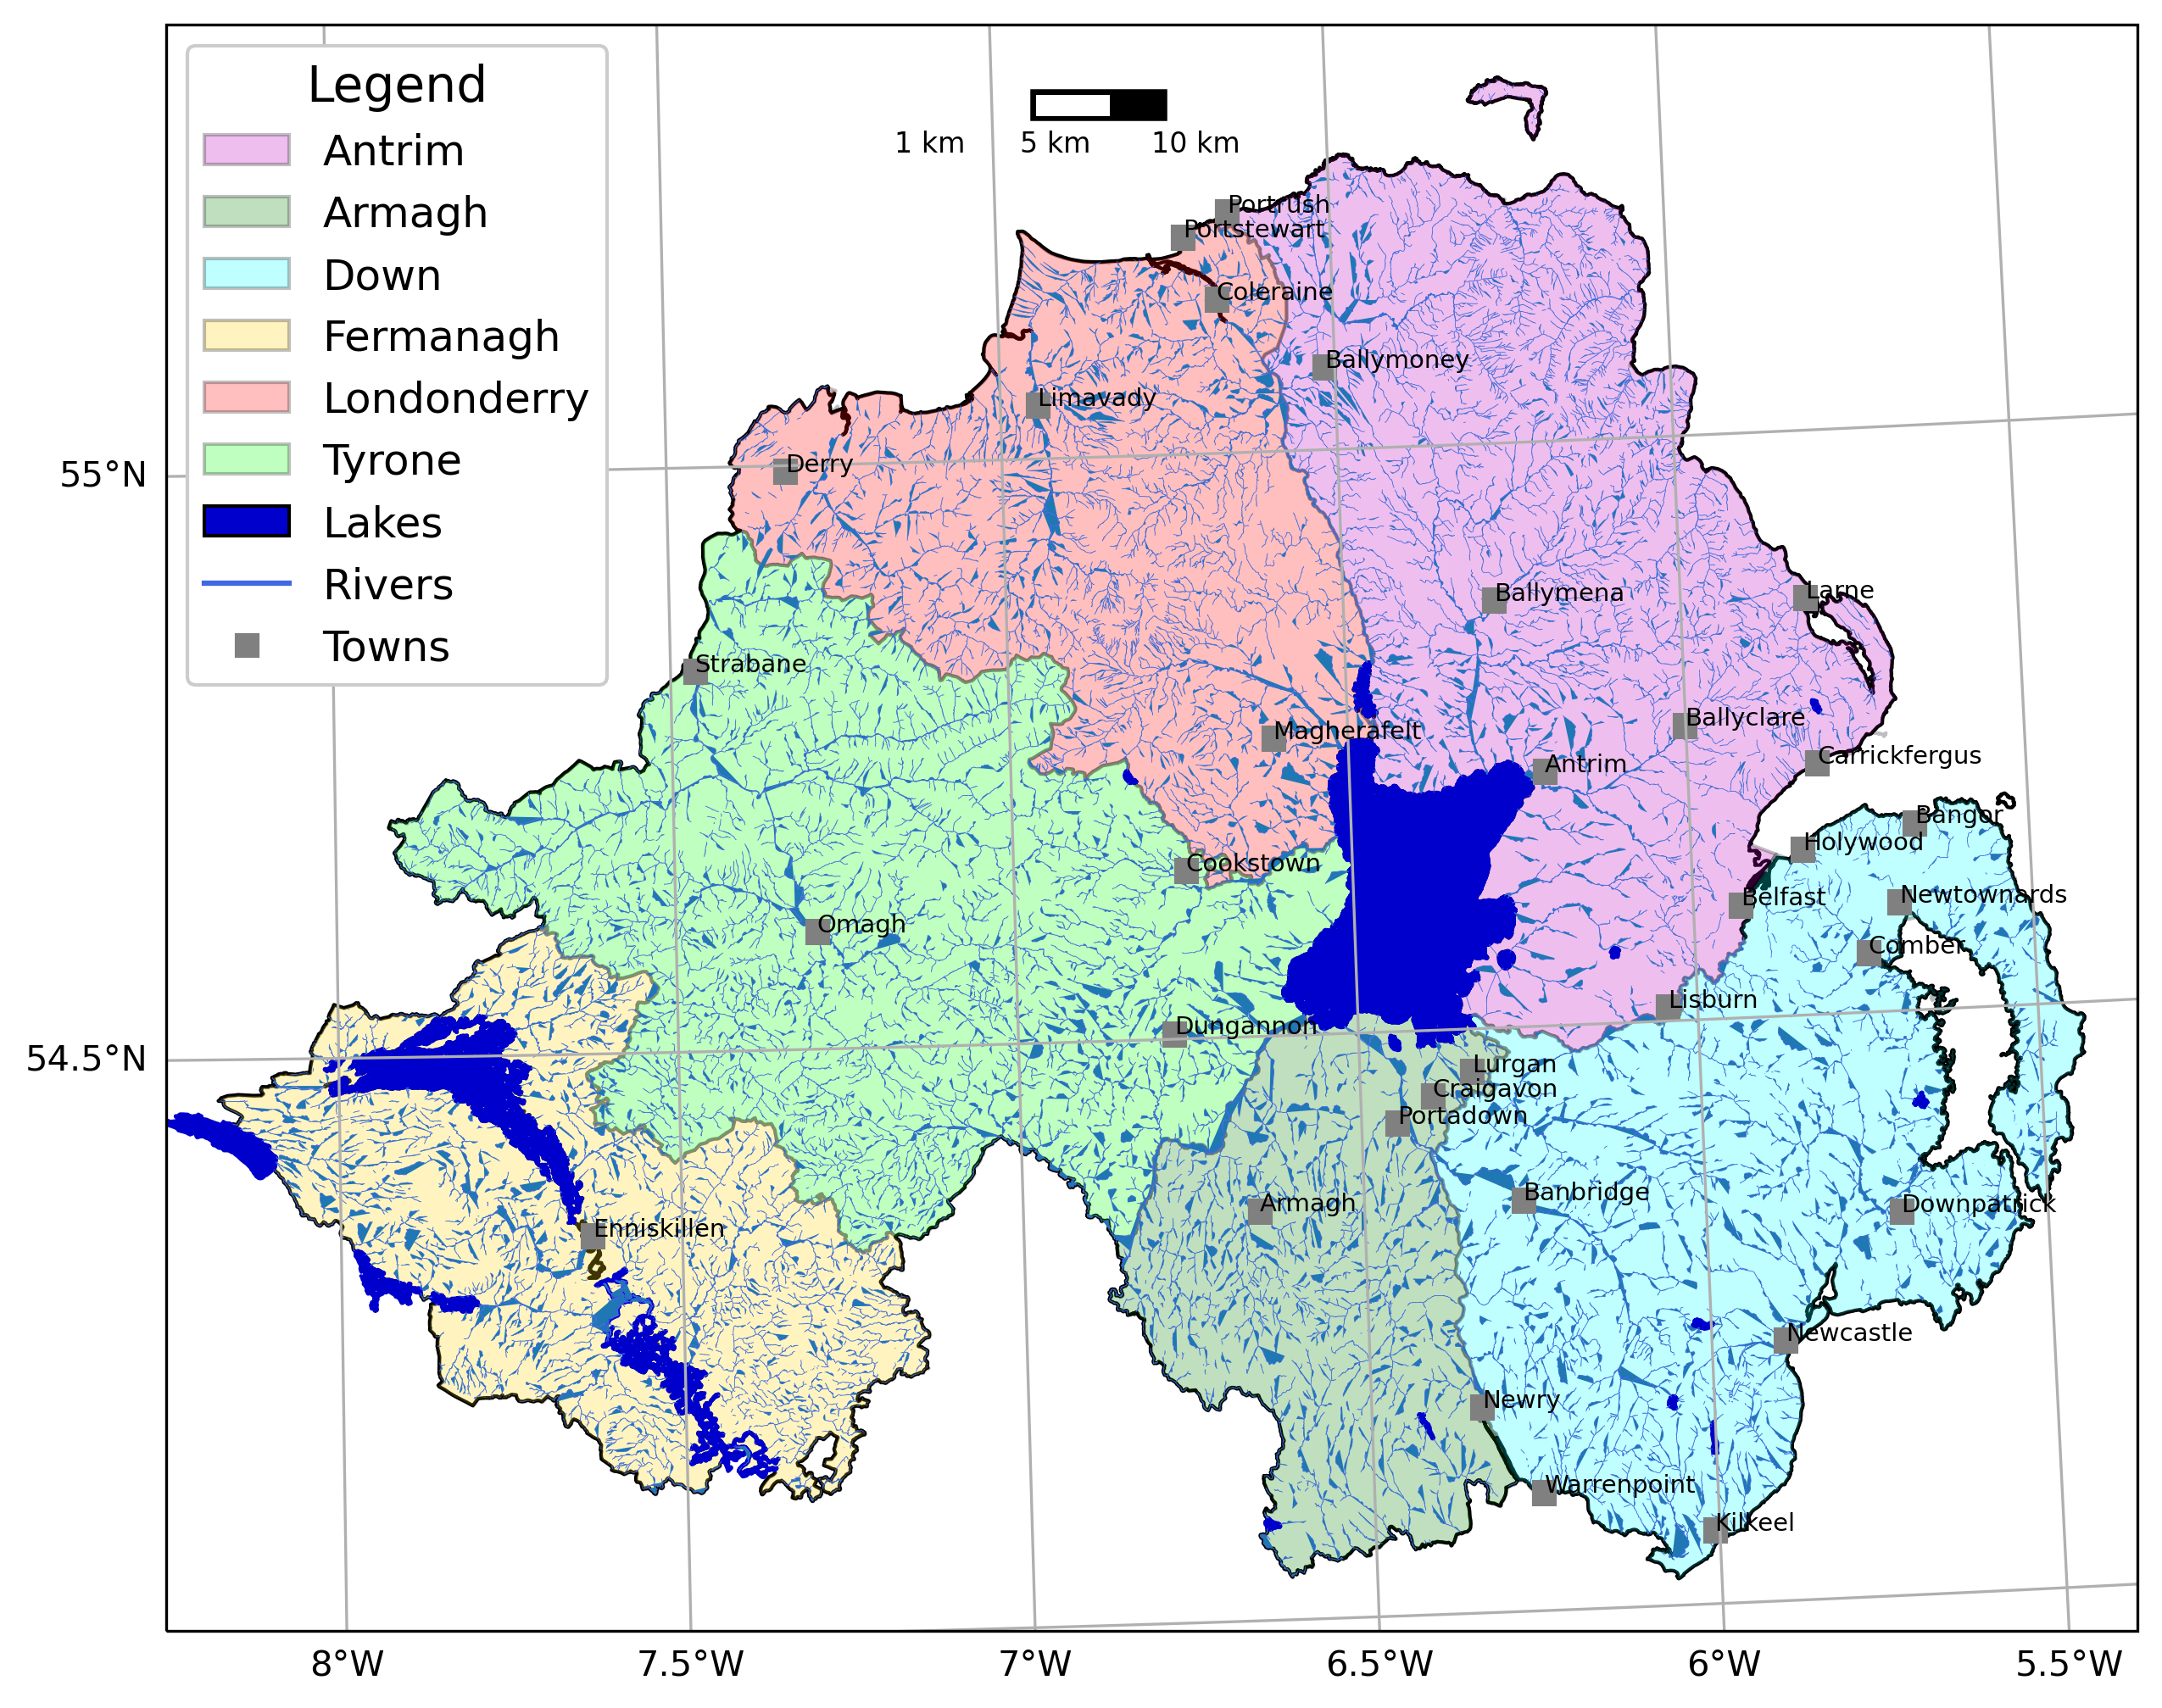 Legend
Antrim
Armagh
Down
Fermanagh
Londonderry
Tyrone
Lakes
Rivers
Towns
1 km 5 km 10 km
Portrush
Portstewart
Coleraine
Ballymoney
Limavady
Derry
55°N
Ballymena
Larne
Strabane
Ballyclare
Magherafelt
Carrickfergus
Antrim
Bangor
Holywood
Cookstown
Newtownards
Belfast
Omagh
Comber
Lisburn
Dungannon
54.5°N
Lurgan
Craigavon
Portadown
Banbridge
Armagh
Downpatrick
Enniskillen
Newcastle
Newry
Warrenpoint
Kilkeel
8°W 7.5°W 7°W 6.5°W 6°W 5.5°W